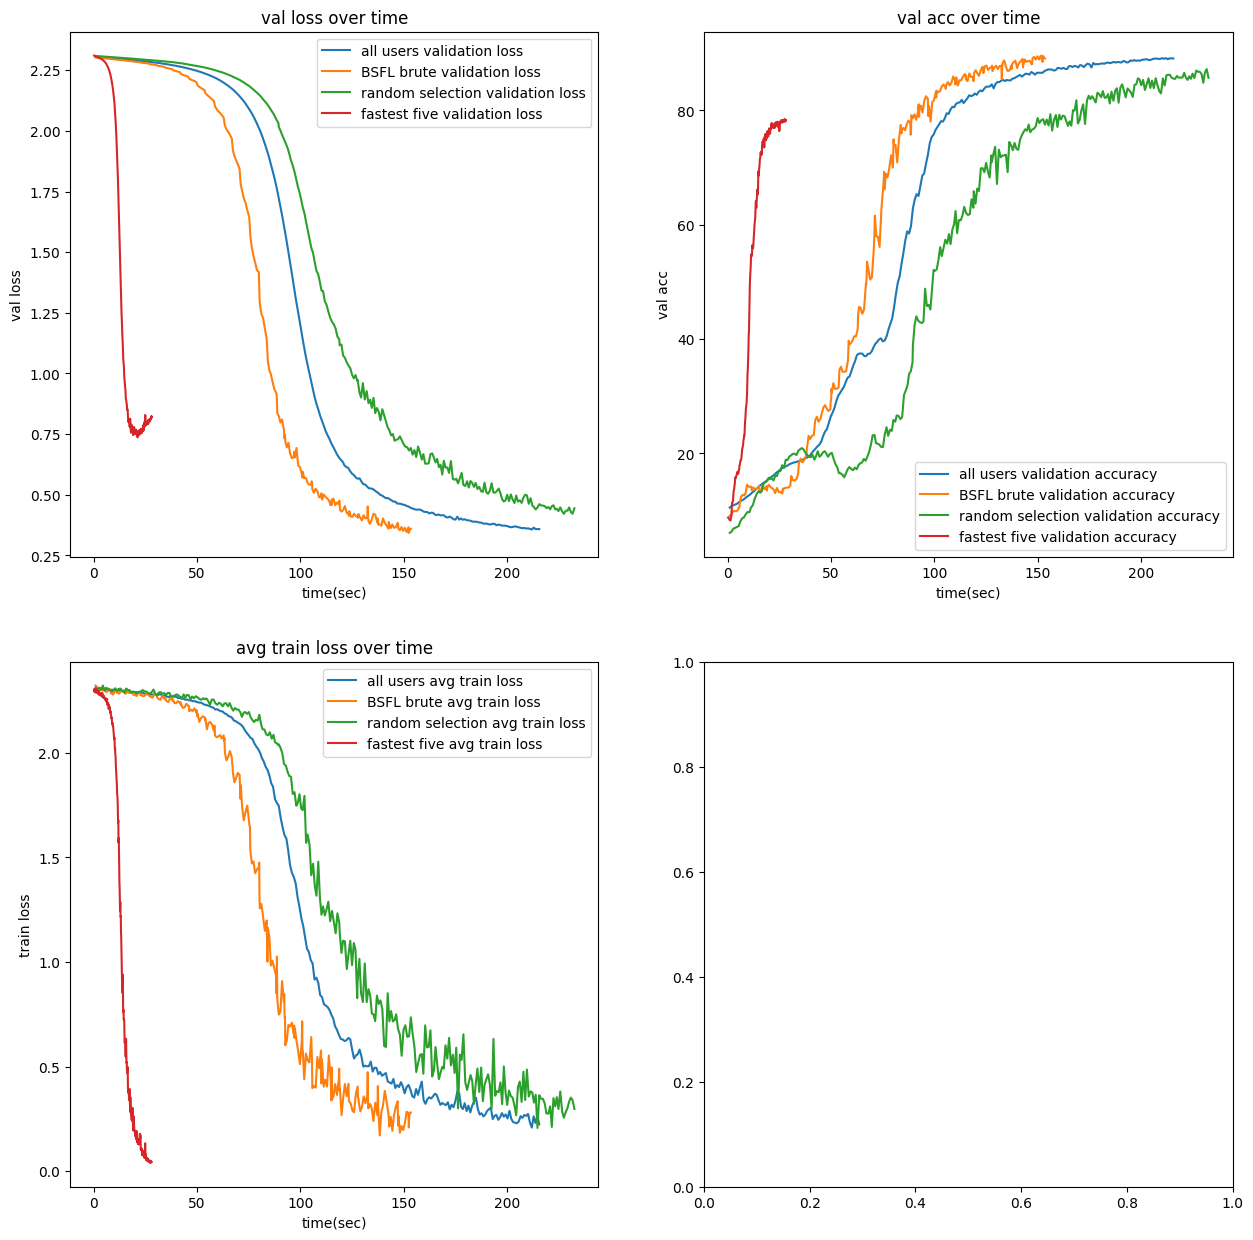 val loss over time
val loss
2.25
2.00
1.75
1.50
1.25
1.00
0.75
0.50
0.25
all users validation loss
BSFL brute validation loss
random selection validation loss
fastest five validation loss
0 50 100 150 200
time(sec)
val acc over time
val acc
80
60
40
20
all users validation accuracy
BSFL brute validation accuracy
random selection validation accuracy
fastest five validation accuracy
0 50 100 150 200
time(sec)
avg train loss over time
train loss
2.0
1.5
1.0
0.5
0.0
all users avg train loss
BSFL brute avg train loss
random selection avg train loss
fastest five avg train loss
0 50 100 150 200
time(sec)
1.0
0.8
0.6
0.4
0.2
0.0
0.0 0.2 0.4 0.6 0.8 1.0